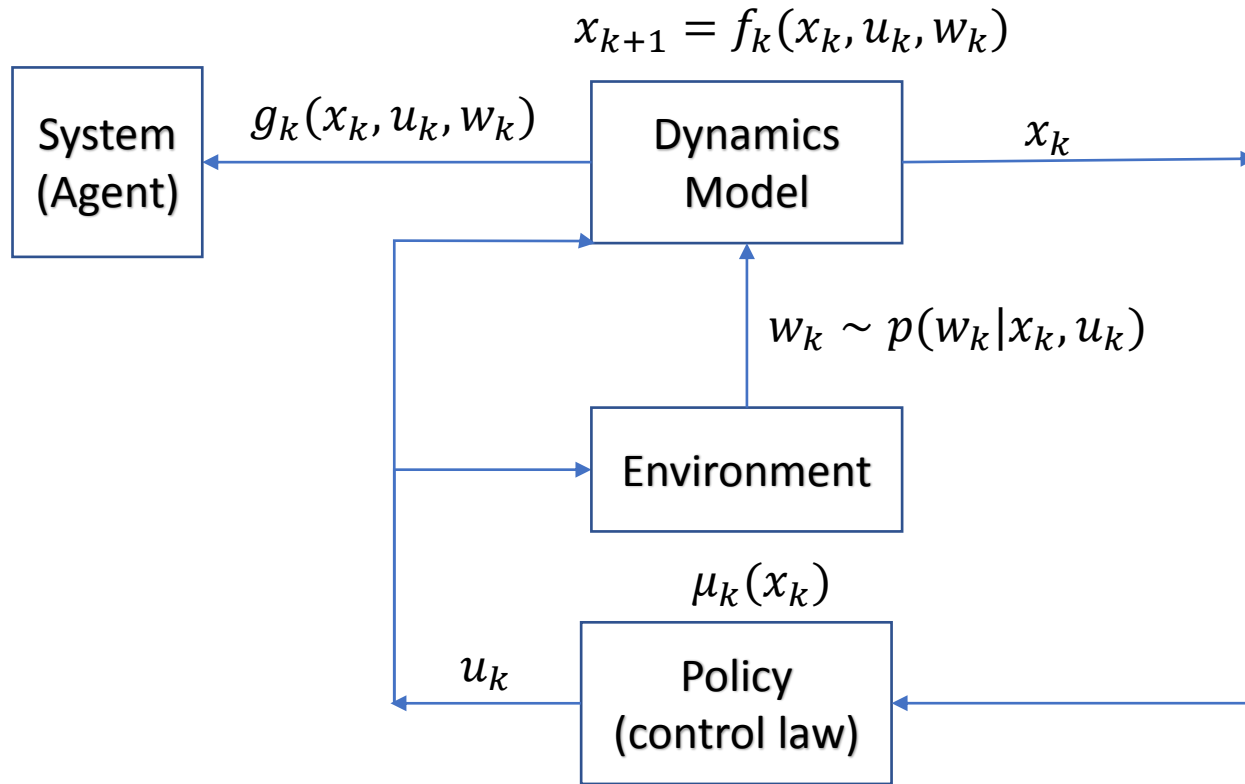 x_{k+1} = f_k(x_k, u_k, w_k)
System
(Agent)
g_k(x_k, u_k, w_k)
Dynamics
Model
x_k
w_k ~ p(w_k|x_k, u_k)
Environment
μ_k(x_k)
u_k
Policy
(control law)